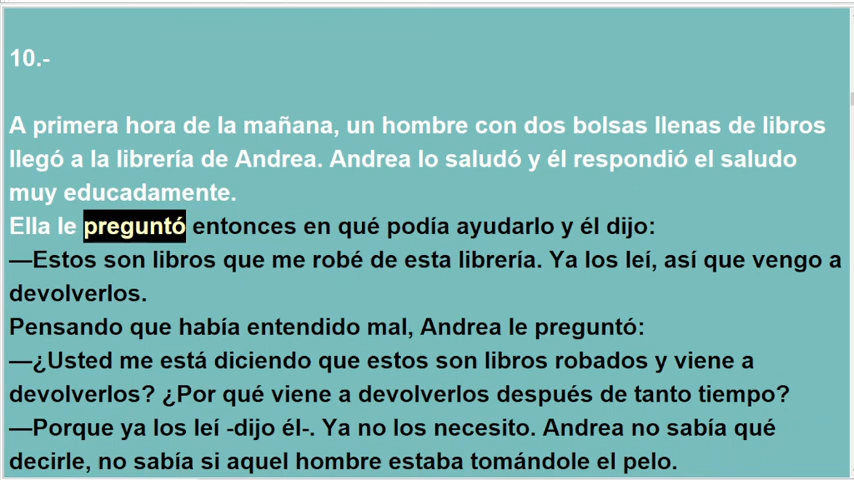 10.-
A primera hora de la mañana, un hombre con dos bolsas llenas de libros
llegó a la librería de Andrea. Andrea lo saludó y él respondió el saludo
muy educadamente.
Ella le preguntó entonces en qué podía ayudarlo y él dijo:
—Estos son libros que me robé de esta librería. Ya los leí, así que vengo a
devolverlos.
Pensando que había entendido mal, Andrea le preguntó:
—¿Usted me está diciendo que estos son libros robados y viene a
devolverlos? ¿Por qué viene a devolverlos después de tanto tiempo?
—Porque ya los leí -dijo él-. Ya no los necesito. Andrea no sabía qué
decirle, no sabía si aquel hombre estaba tomándole el pelo.